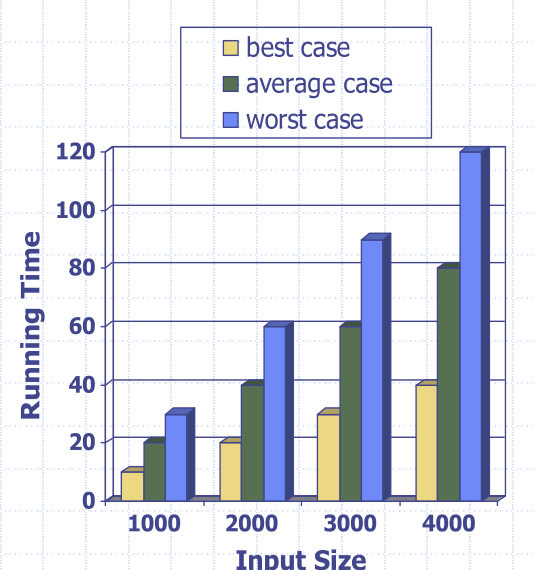 best case
average case
worst case
120
100
80
60
40
20
0
Running Time
1000 2000 3000 4000
Input Size